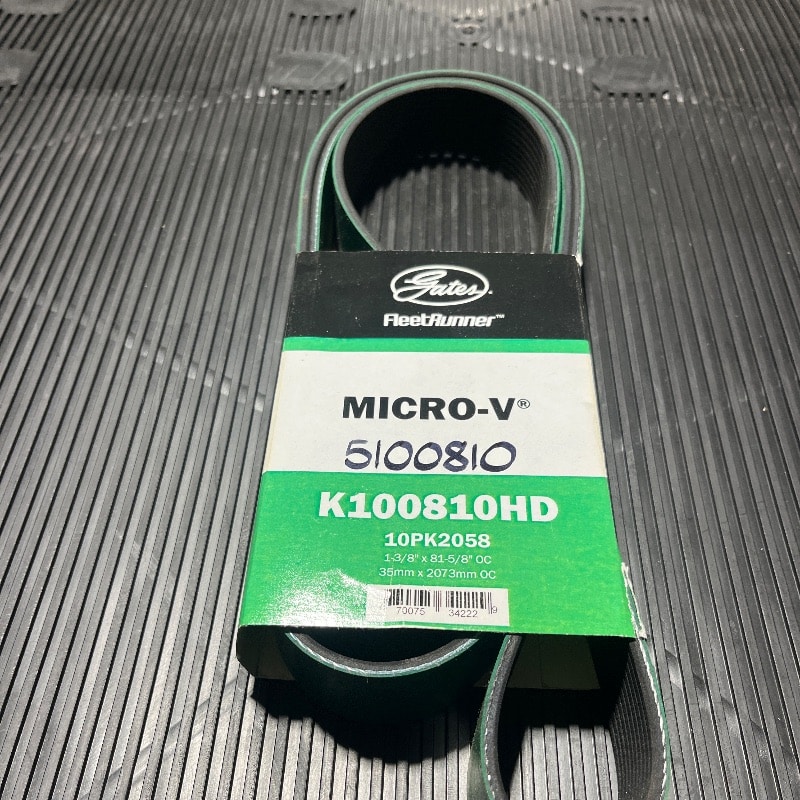 Gates
FleetRunner™
MICRO-V®
5100810
K100810HD
10PK2058
1-3/8" x 81-5/8" OC
35mm x 2073mm OC
70075 34222 9